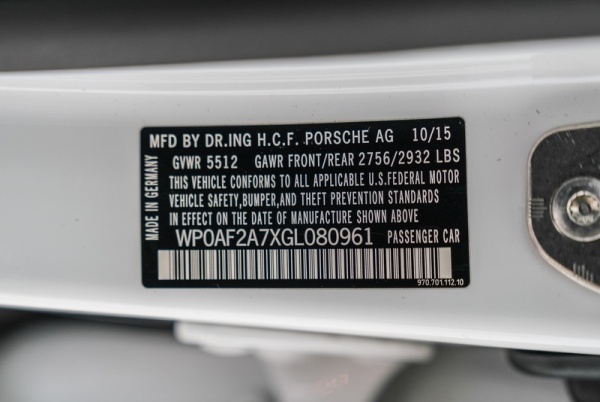 MFD BY DR.ING H.C.F. PORSCHE AG 10/15
GVWR 5512 GAWR FRONT/REAR 2756/2932 LBS
THIS VEHICLE CONFORMS TO ALL APPLICABLE U.S.FEDERAL MOTOR
VEHICLE SAFETY,BUMPER,AND THEFT PREVENTION STANDARDS
IN EFFECT ON THE DATE OF MANUFACTURE SHOWN ABOVE
WP0AF2A7XGL080961 PASSENGER CAR
MADE IN GERMANY
970.701.112.10